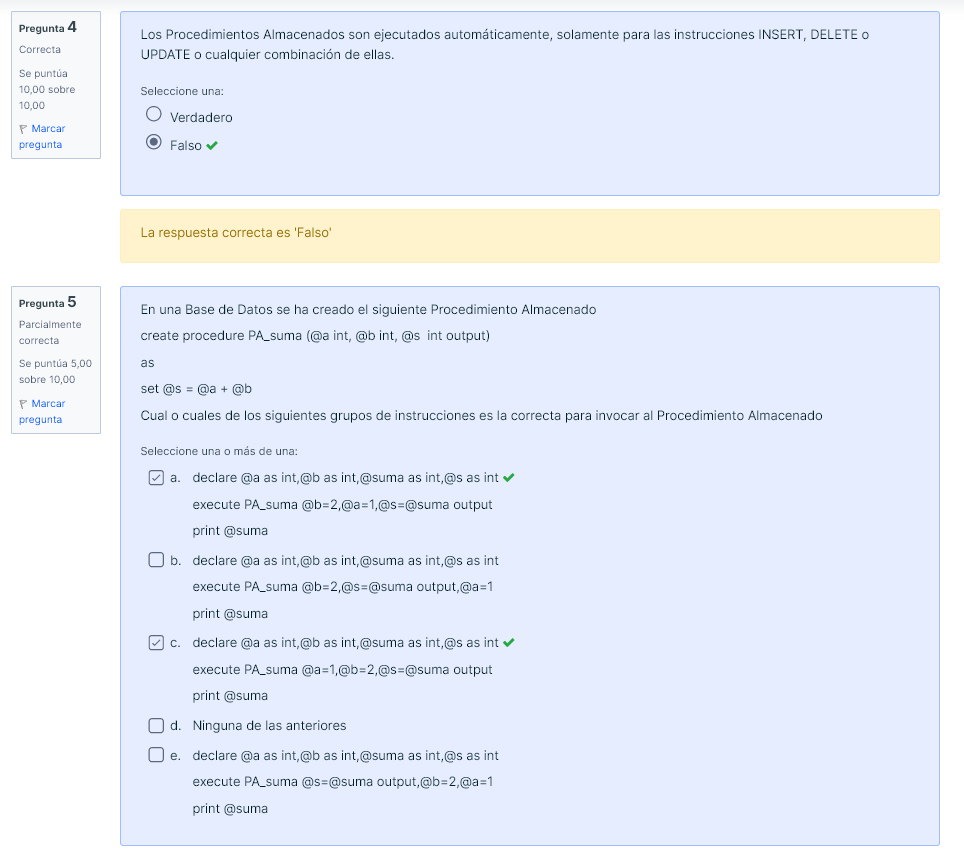 Pregunta 4
Correcta
Se puntúa
10,00 sobre
10,00
Marcar
pregunta
Los Procedimientos Almacenados son ejecutados automáticamente, solamente para las instrucciones INSERT, DELETE o
UPDATE o cualquier combinación de ellas.
Seleccione una:
Verdadero
Falso
La respuesta correcta es 'Falso'
Pregunta 5
Parcialmente
correcta
Se puntúa 5,00
sobre 10,00
Marcar
pregunta
En una Base de Datos se ha creado el siguiente Procedimiento Almacenado
create procedure PA_suma (@a int, @b int, @s  int output)
as
set @s = @a + @b
Cual o cuales de los siguientes grupos de instrucciones es la correcta para invocar al Procedimiento Almacenado
Seleccione una o más de una:
a. declare @a as int,@b as int,@suma as int,@s as int
execute PA_suma @b=2,@a=1,@s=@suma output
print @suma
b. declare @a as int,@b as int,@suma as int,@s as int
execute PA_suma @b=2,@s=@suma output,@a=1
print @suma
c. declare @a as int,@b as int,@suma as int,@s as int
execute PA_suma @a=1,@b=2,@s=@suma output
print @suma
d. Ninguna de las anteriores
e. declare @a as int,@b as int,@suma as int,@s as int
execute PA_suma @s=@suma output,@b=2,@a=1
print @suma